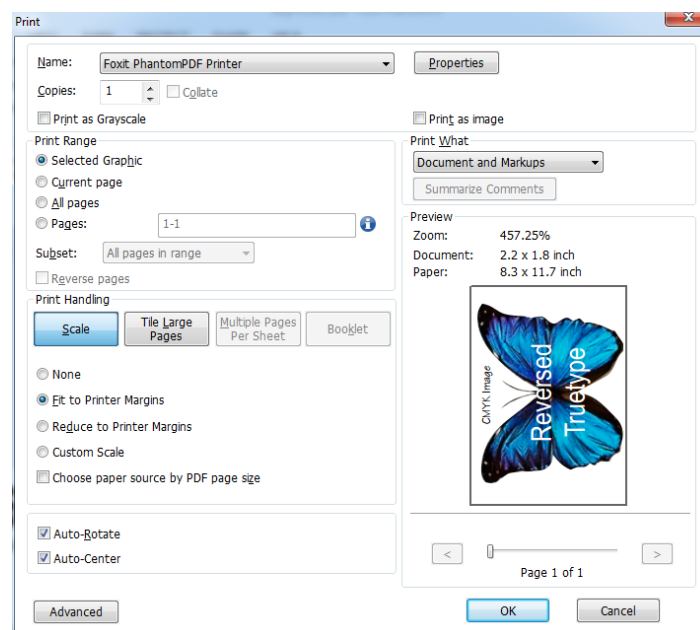 Print
Name: Foxit PhantomPDF Printer Properties
Copies: 1 Collate
Print as Grayscale Print as image
Print Range
Selected Graphic
Current page
All pages
Pages: 1-1
Subset: All pages in range
Reverse pages
Print Handling
Scale Tile Large Pages Multiple Pages Per Sheet Booklet
None
Fit to Printer Margins
Reduce to Printer Margins
Custom Scale
Choose paper source by PDF page size
Auto-Rotate
Auto-Center
Advanced
Print What
Document and Markups
Summarize Comments
Preview
Zoom: 457.25%
Document: 2.2 x 1.8 inch
Paper: 8.3 x 11.7 inch
CMYK Image
Reversed
Truetype
< >
Page 1 of 1
OK Cancel